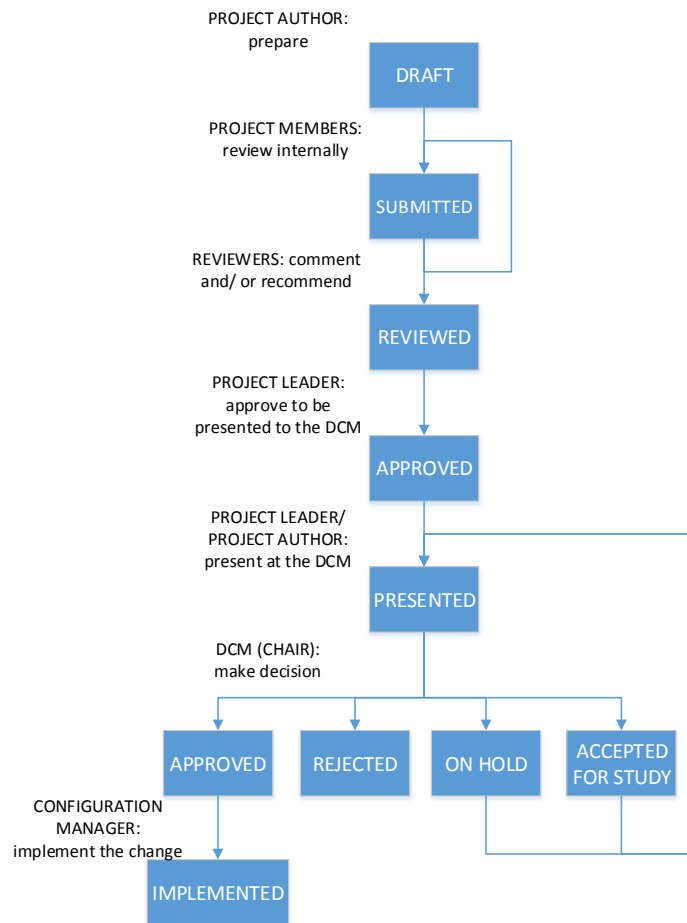 PROJECT AUTHOR:
prepare
DRAFT
PROJECT MEMBERS:
review internally
SUBMITTED
REVIEWERS: comment
and/ or recommend
REVIEWED
PROJECT LEADER:
approve to be
presented to the DCM
APPROVED
PROJECT LEADER/
PROJECT AUTHOR:
present at the DCM
PRESENTED
DCM (CHAIR):
make decision
APPROVED
REJECTED
ON HOLD
ACCEPTED
FOR STUDY
CONFIGURATION
MANAGER:
implement the change
IMPLEMENTED